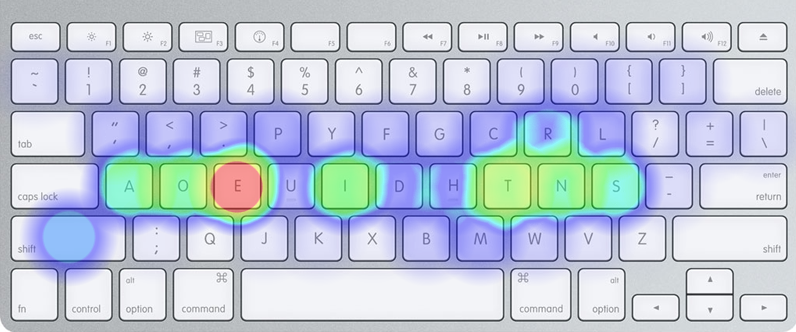 esc F1 F2 F3 F4 F5 F6 F7 F8 F9 F10 F11 F12
~ ! @ # $ % ^ & * ( ) { }
` 1 2 3 4 5 6 7 8 9 0 [ ] delete
" < > ? + |
tab , . P Y F G C R L / = \
caps lock A O E U I D H T N S _ - enter return
shift : ; Q J K X B M W V Z shift
fn control alt option ⌘ command ⌘ command alt option ◄ ▲ ▼ ►